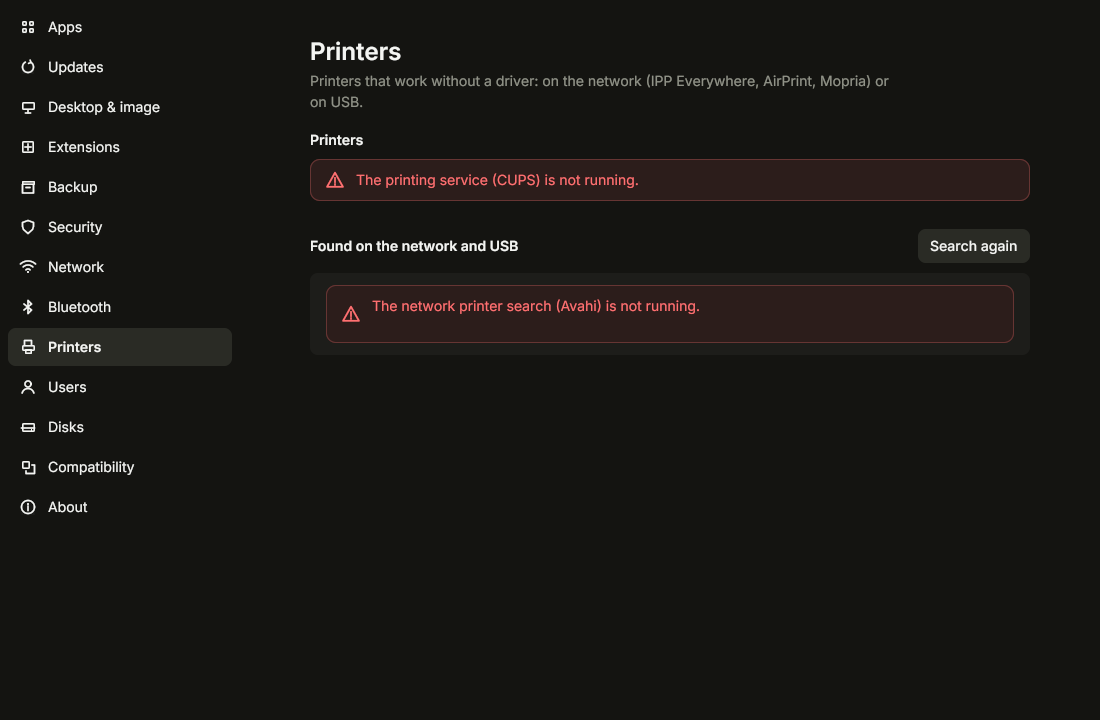 Apps
Updates
Desktop & image
Extensions
Backup
Security
Network
Bluetooth
Printers
Users
Disks
Compatibility
About
Printers
Printers that work without a driver: on the network (IPP Everywhere, AirPrint, Mopria) or
on USB.
Printers
The printing service (CUPS) is not running.
Found on the network and USB
Search again
The network printer search (Avahi) is not running.